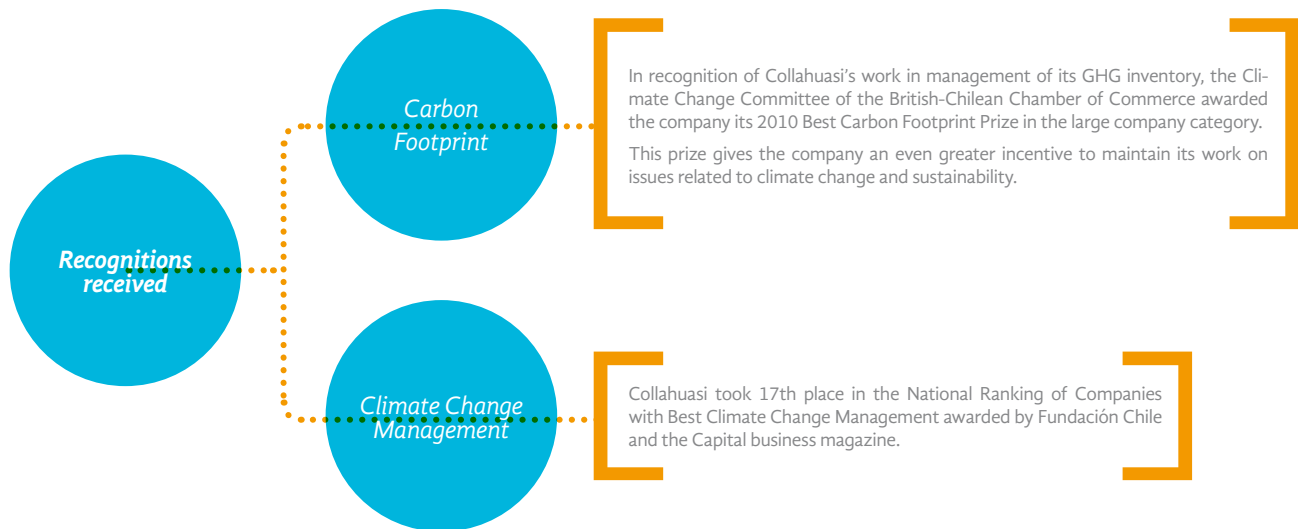 Recognitions
received
Carbon
Footprint
In recognition of Collahuasi's work in management of its GHG inventory, the Cli-
mate Change Committee of the British-Chilean Chamber of Commerce awarded
the company its 2010 Best Carbon Footprint Prize in the large company category.
This prize gives the company an even greater incentive to maintain its work on
issues related to climate change and sustainability.
Climate Change
Management
Collahuasi took 17th place in the National Ranking of Companies
with Best Climate Change Management awarded by Fundación Chile
and the Capital business magazine.